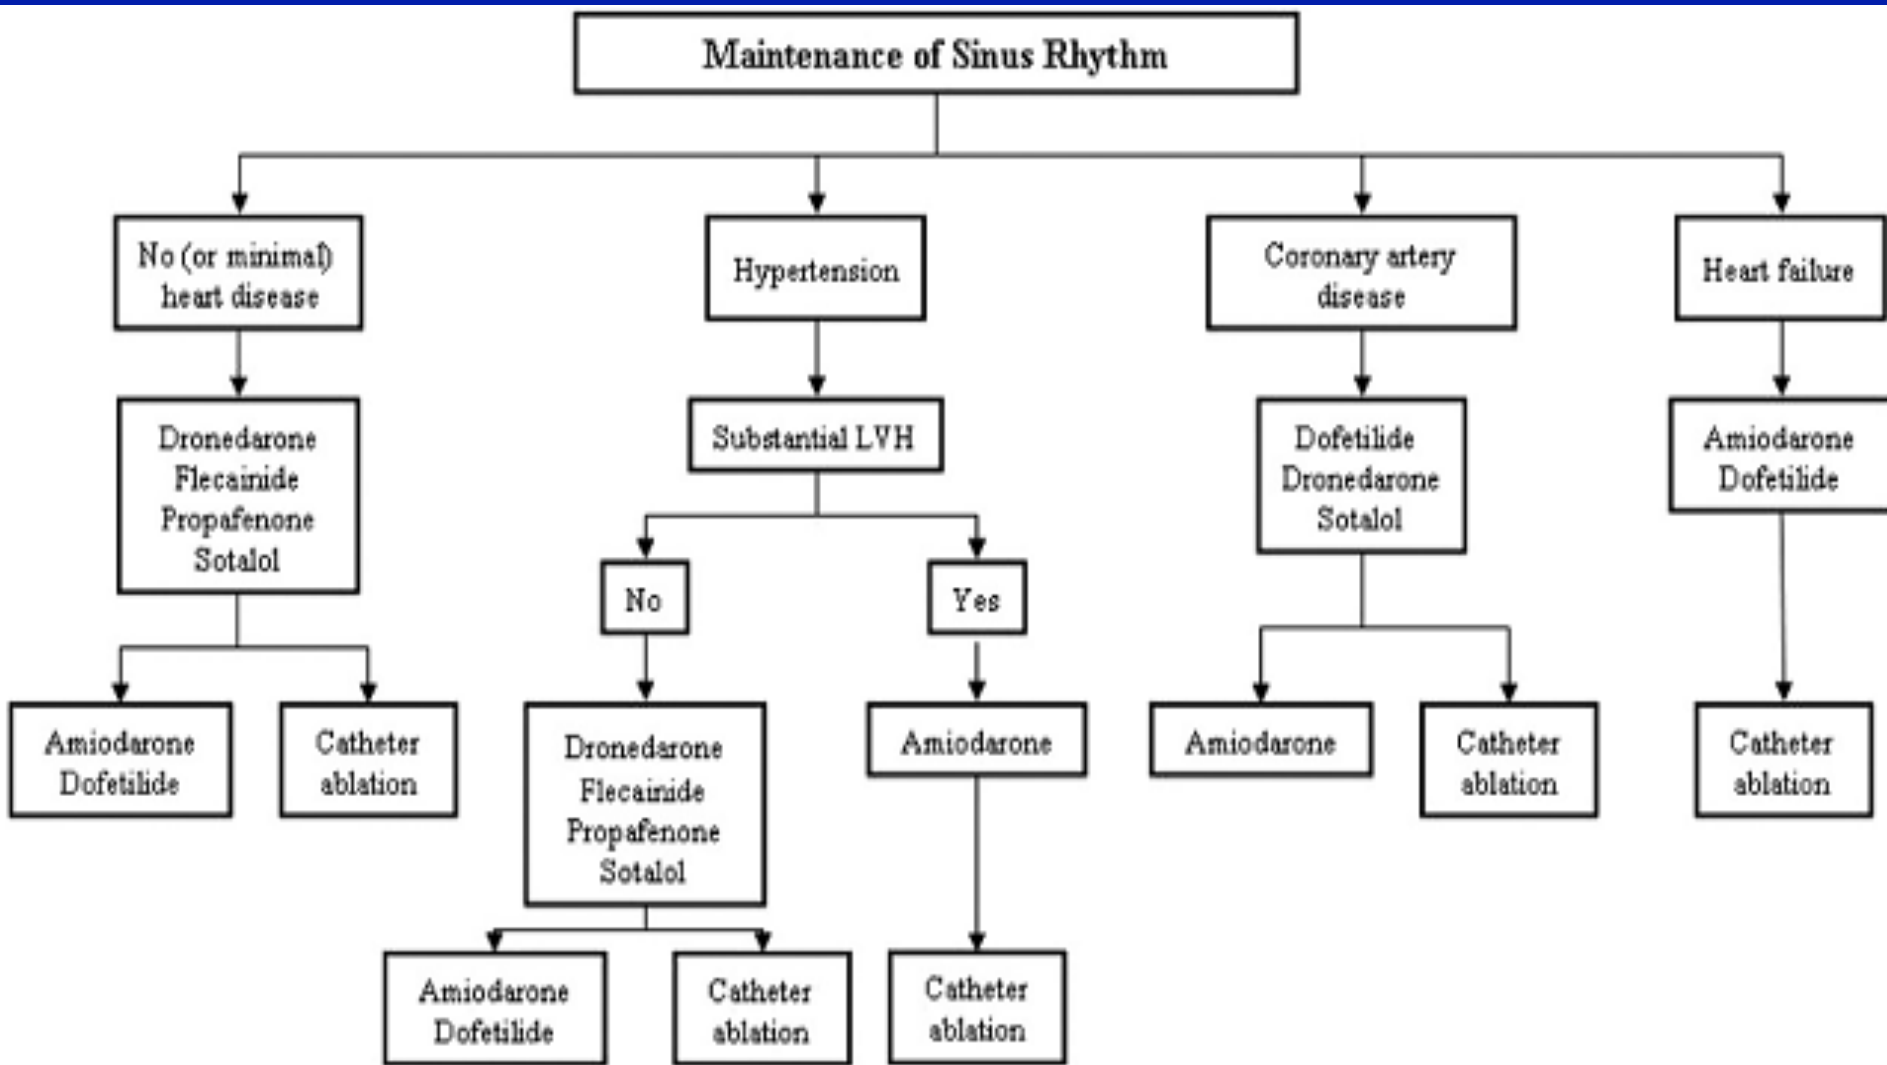 Maintenance of Sinus Rhythm
No (or minimal)
heart disease
Hypertension
Coronary artery
disease
Heart failure
Dronedarone
Flecainide
Propafenone
Sotalol
Substantial LVH
Dofetilide
Dronedarone
Sotalol
Amiodarone
Dofetilide
No
Yes
Amiodarone
Dofetilide
Catheter
ablation
Dronedarone
Flecainide
Propafenone
Sotalol
Amiodarone
Amiodarone
Catheter
ablation
Catheter
ablation
Amiodarone
Dofetilide
Catheter
ablation
Catheter
ablation